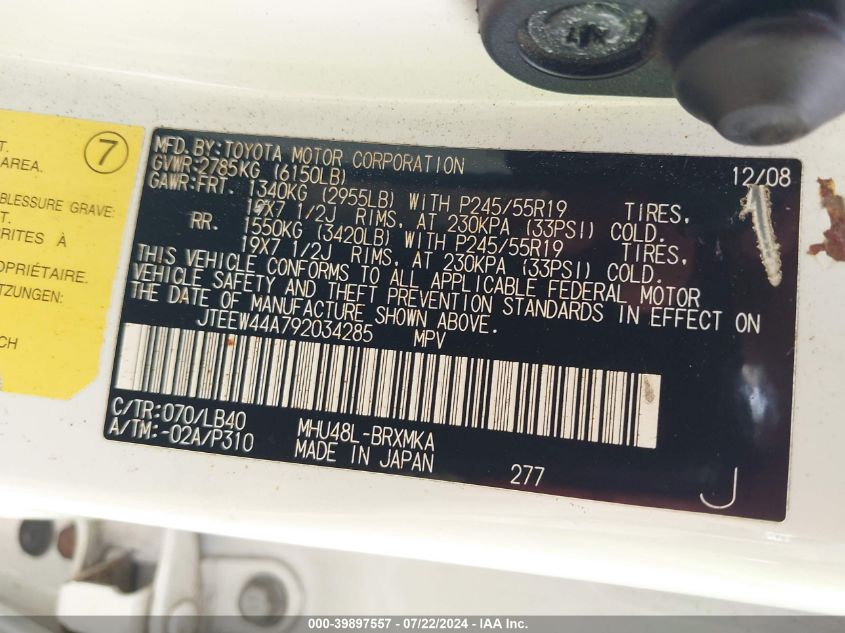 7
T.
AREA.
BLESSURE GRAVE:
T.
RITES À
OPRIÉTAIRE.
TZUNGEN:
CH
MFD. BY: TOYOTA MOTOR CORPORATION 12/08
GVWR: 2785KG (6150LB)
GAWR: FRT. 1340KG (2955LB) WITH P245/55R19 TIRES,
19X7 1/2J RIMS, AT 230KPA (33PSI) COLD.
RR. 1550KG (3420LB) WITH P245/55R19 TIRES,
19X7 1/2J RIMS, AT 230KPA (33PSI) COLD.
THIS VEHICLE CONFORMS TO ALL APPLICABLE FEDERAL MOTOR
VEHICLE SAFETY AND THEFT PREVENTION STANDARDS IN EFFECT ON
THE DATE OF MANUFACTURE SHOWN ABOVE.
JTEEW44A792034285 MPV
C/TR: 070/LB40 MHU48L-BRXMKA
A/TM: -02A/P310 MADE IN JAPAN 277
J
000-39897557 - 07/22/2024 - IAA Inc.